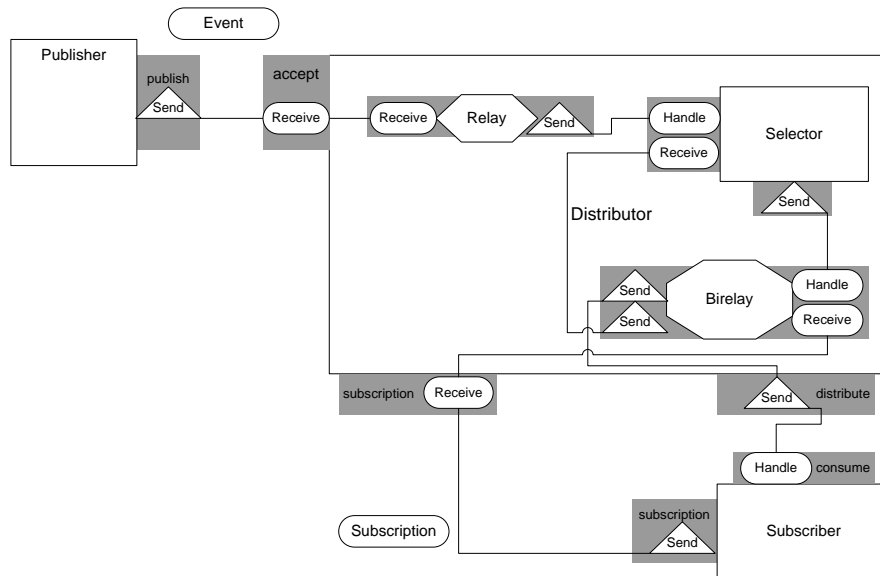 Event
Publisher
publish
Send
accept
Receive
Receive
Relay
Send
Handle
Receive
Selector
Send
Distributor
Send
Send
Birelay
Handle
Receive
subscription
Receive
Send
distribute
Handle
consume
Subscription
subscription
Send
Subscriber